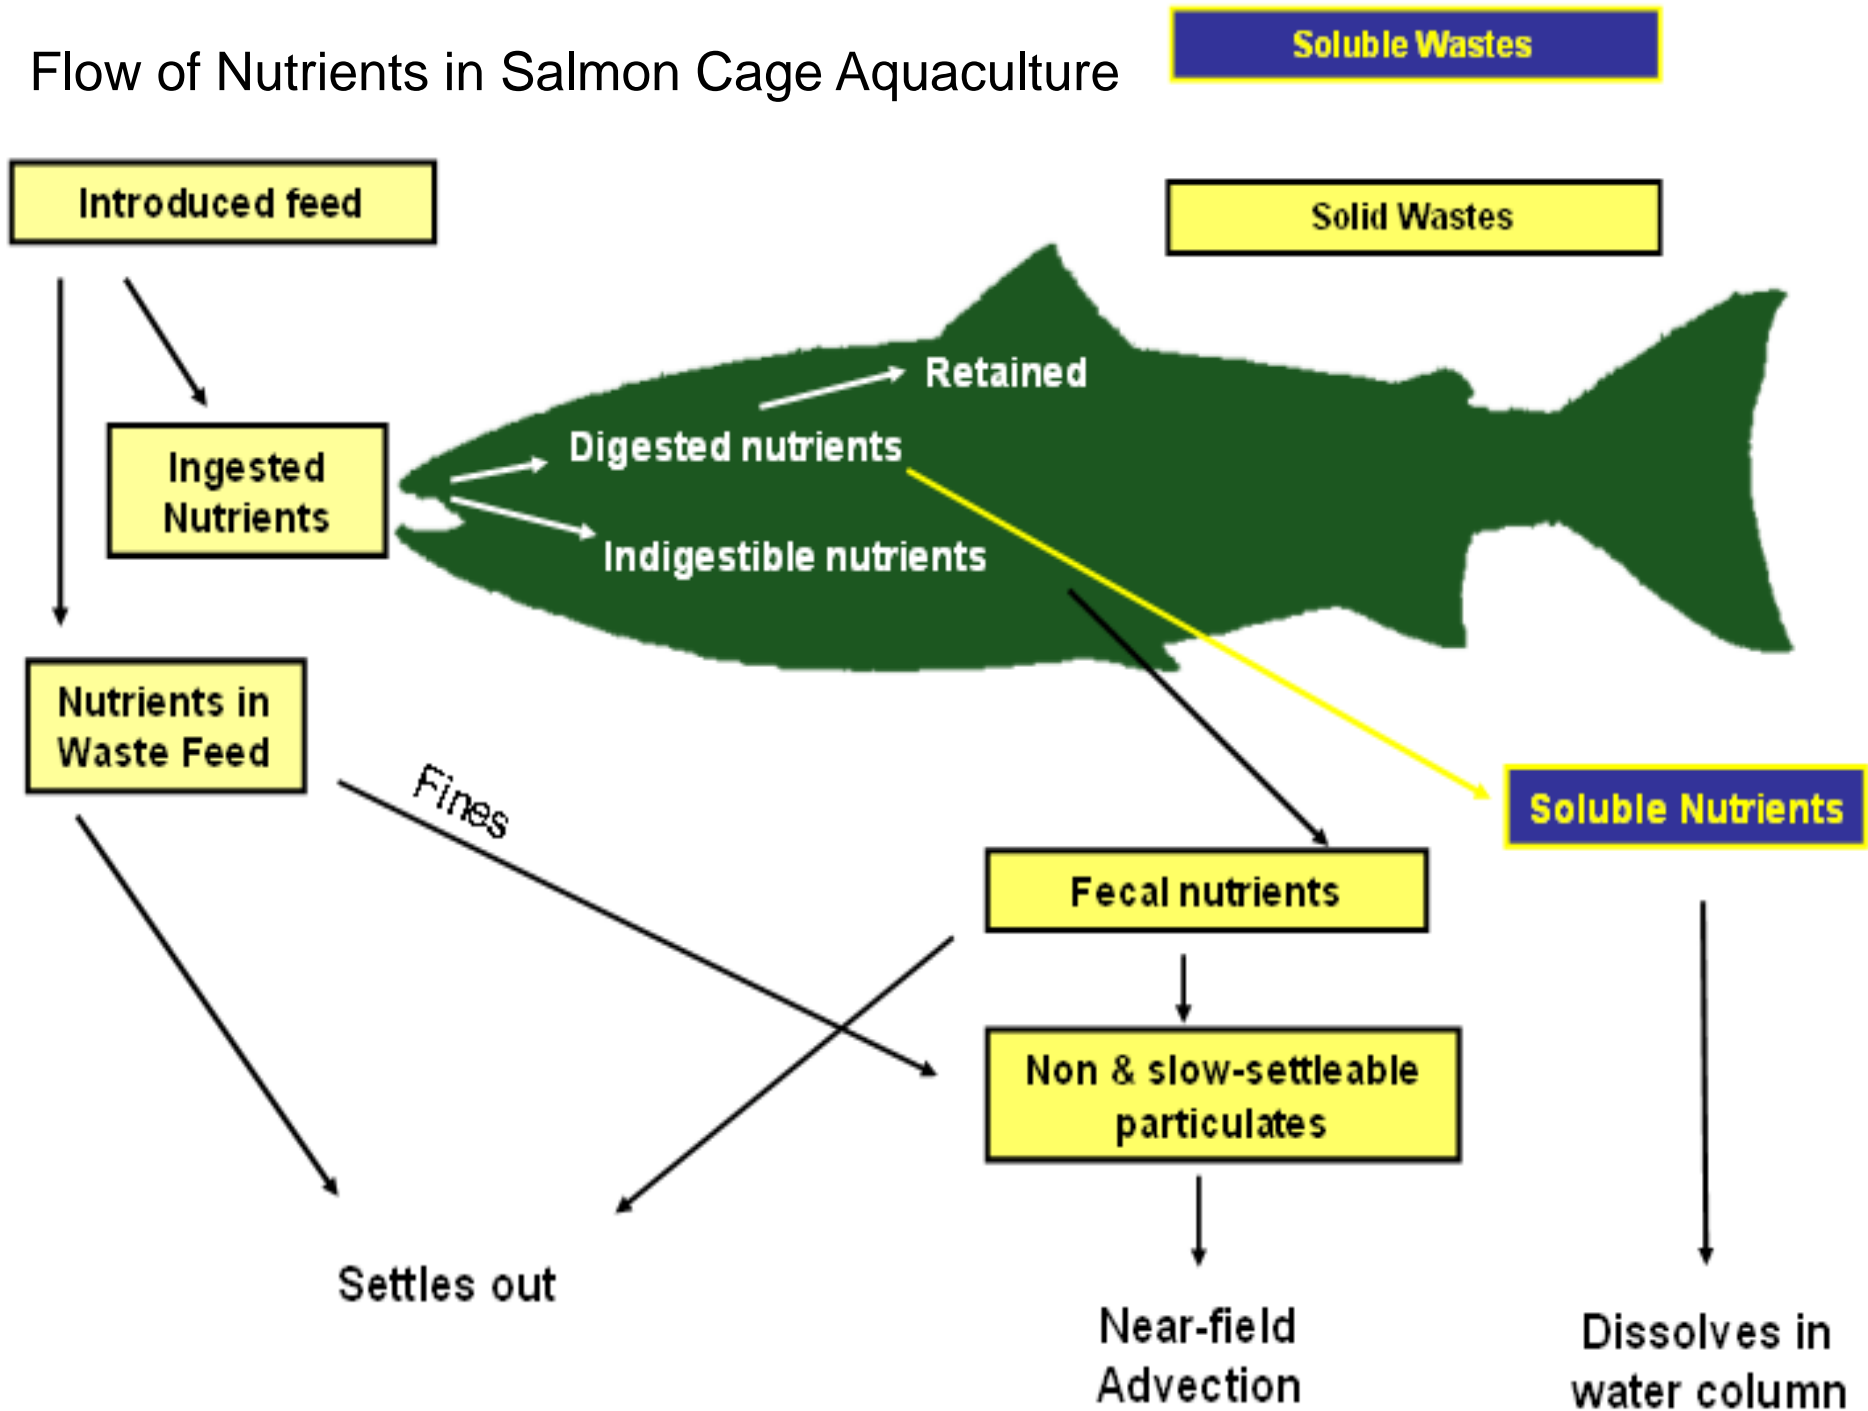 Flow of Nutrients in Salmon Cage Aquaculture
Soluble Wastes
Introduced feed
Solid Wastes
Retained
Digested nutrients
Ingested
Nutrients
Indigestible nutrients
Nutrients in
Waste Feed
Fines
Soluble Nutrients
Fecal nutrients
Non & slow-settleable
particulates
Settles out
Near-field
Advection
Dissolves in
water column